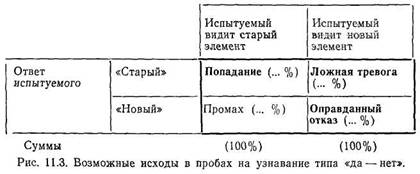 Испытуемый видит старый элемент
Испытуемый видит новый элемент
Ответ испытуемого
«Старый»
Попадание (... %)
Ложная тревога (... %)
«Новый»
Промах (... %)
Оправданный отказ (... %)
Суммы
(100%)
(100%)
Рис. 11.3. Возможные исходы в пробах на узнавание типа «да — нет».